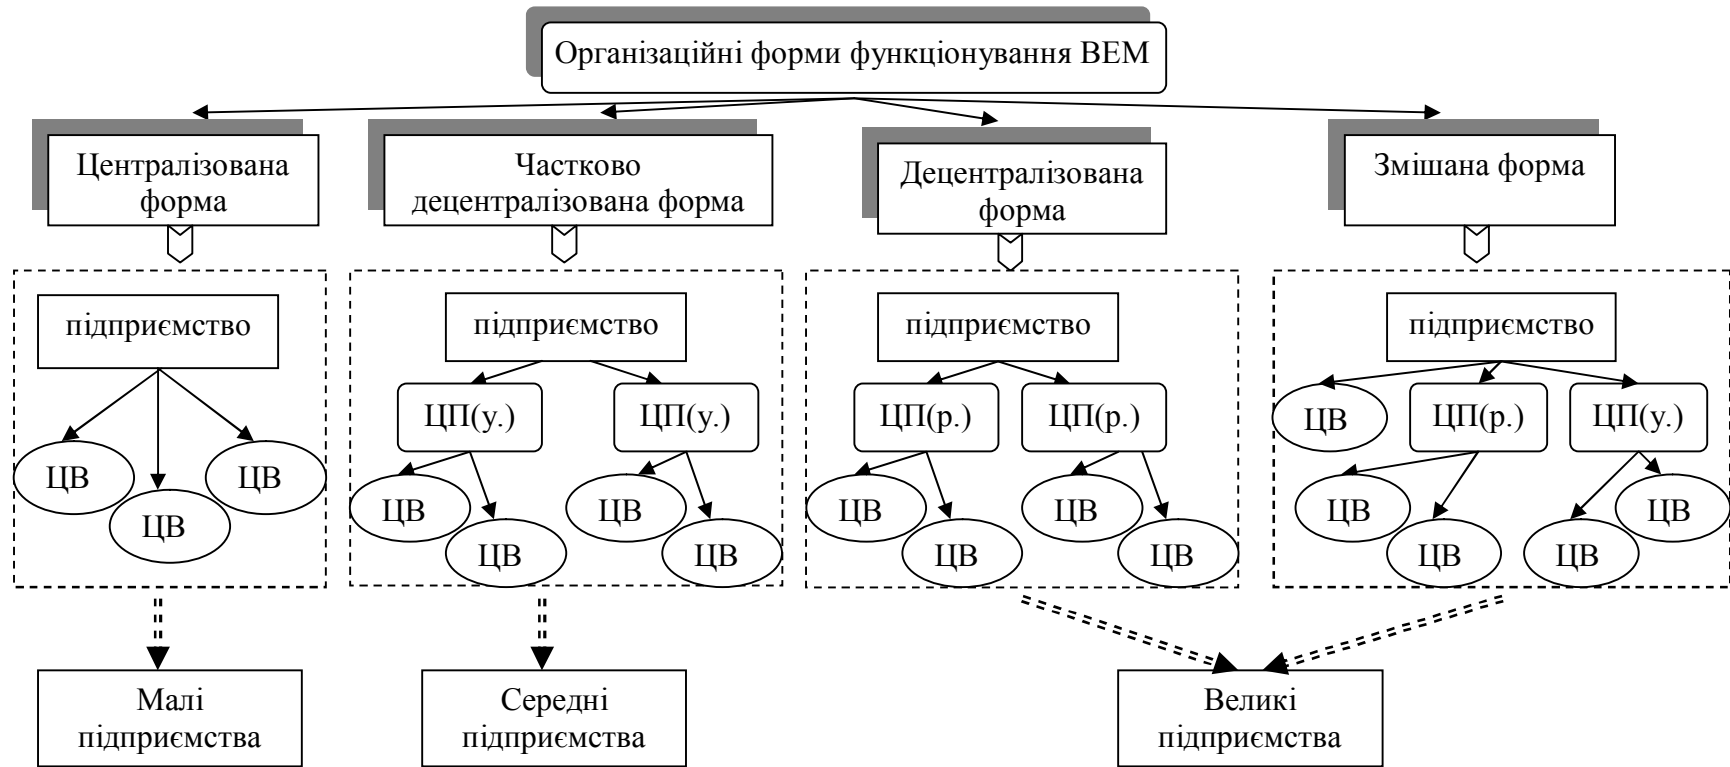 Організаційні форми функціонування ВЕМ
Централізована
форма
Частково
децентралізована форма
Децентралізована
форма
Змішана форма
підприємство
ЦВ
ЦВ
ЦВ
підприємство
ЦП(у.)
ЦП(у.)
ЦВ
ЦВ
ЦВ
ЦВ
підприємство
ЦП(р.)
ЦП(р.)
ЦВ
ЦВ
ЦВ
ЦВ
підприємство
ЦВ
ЦП(р.)
ЦП(у.)
ЦВ
ЦВ
ЦВ
ЦВ
Малі
підприємства
Середні
підприємства
Великі
підприємства